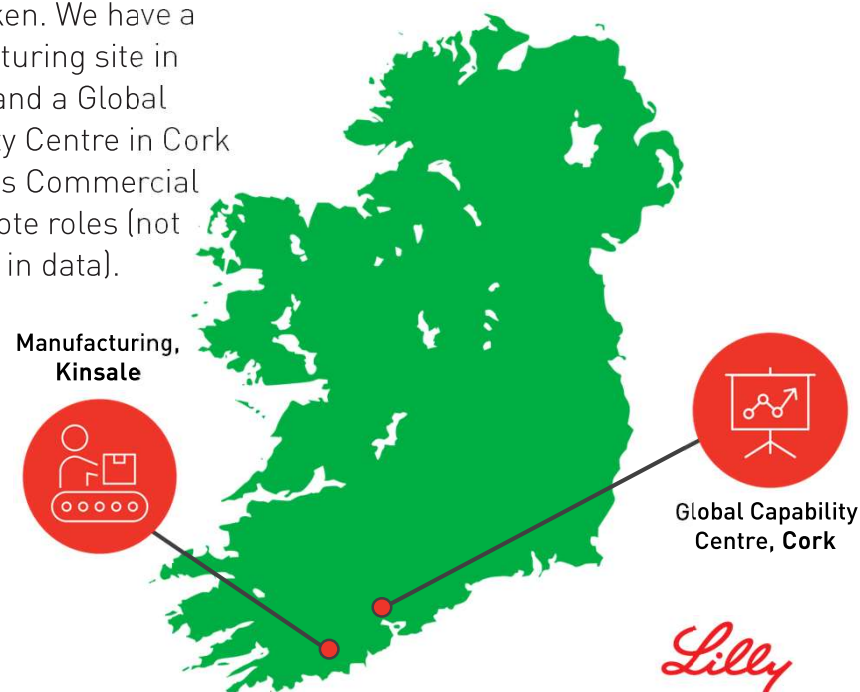 ken. We have a
turing site in
and a Global
ty Centre in Cork
s Commercial
ote roles (not
in data).
Manufacturing,
Kinsale
Global Capability
Centre, Cork
Lilly